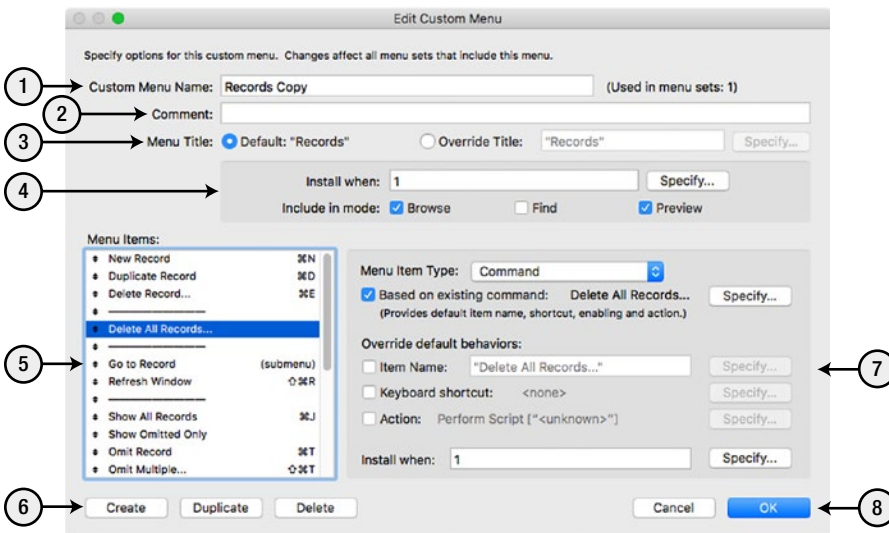 Edit Custom Menu
Specify options for this custom menu. Changes affect all menu sets that include this menu.
1 Custom Menu Name: Records Copy (Used in menu sets: 1)
2 Comment:
3 Menu Title: Default: "Records" Override Title: "Records" Specify...
4 Install when: 1 Specify...
Include in mode: Browse Find Preview
Menu Items:
New Record ⌘N
Duplicate Record ⌘D
Delete Record... ⌘E
Delete All Records...
5 Go to Record (submenu)
Refresh Window ⇧⌘R
Show All Records ⌘J
Show Omitted Only
Omit Record ⌘T
Omit Multiple... ⇧⌘T
Menu Item Type: Command
Based on existing command: Delete All Records... Specify...
(Provides default item name, shortcut, enabling and action.)
Override default behaviors:
Item Name: "Delete All Records..." Specify... 7
Keyboard shortcut: <none> Specify...
Action: Perform Script ["<unknown>"] Specify...
Install when: 1 Specify...
6 Create Duplicate Delete Cancel OK 8